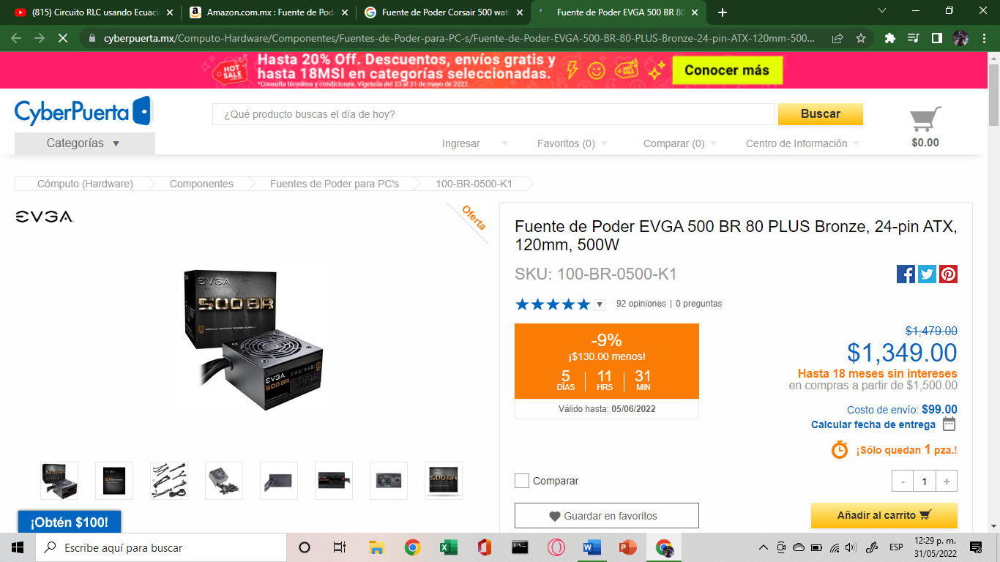 (815) Circuito RLC usando Ecuaci
Amazon.com.mx : Fuente de Pod
Fuente de Poder Corsair 500 wats
Fuente de Poder EVGA 500 BR 80
cyberpuerta.mx/Computo-Hardware/Componentes/Fuentes-de-Poder-para-PC-s/Fuente-de-Poder-EVGA-500-BR-80-PLUS-Bronze-24-pin-ATX-120mm-500...
HOT SALE
Hasta 20% Off. Descuentos, envíos gratis y
hasta 18MSI en categorías seleccionadas.
*Consulta términos y condiciones. Vigencia del 23 al 31 de mayo de 2022.
Conocer más
CyberPuerta
¿Qué producto buscas el día de hoy?
Buscar
Categorías
Ingresar
Favoritos (0)
Comparar (0)
Centro de Información
$0.00
Cómputo (Hardware)
Componentes
Fuentes de Poder para PC's
100-BR-0500-K1
EVGA
Oferta
Fuente de Poder EVGA 500 BR 80 PLUS Bronze, 24-pin ATX,
120mm, 500W
SKU: 100-BR-0500-K1
92 opiniones | 0 preguntas
-9%
¡$130.00 menos!
5 DÍAS
11 HRS
31 MIN
Válido hasta: 05/06/2022
$1,479.00
$1,349.00
Hasta 18 meses sin intereses
en compras a partir de $1,500.00
Costo de envío: $99.00
Calcular fecha de entrega
¡Sólo quedan 1 pza.!
EVGA
500 BR
EVGA
500 BR
Comparar
- 1 +
Guardar en favoritos
Añadir al carrito
¡Obtén $100!
Escribe aquí para buscar
ESP
12:29 p. m.
31/05/2022